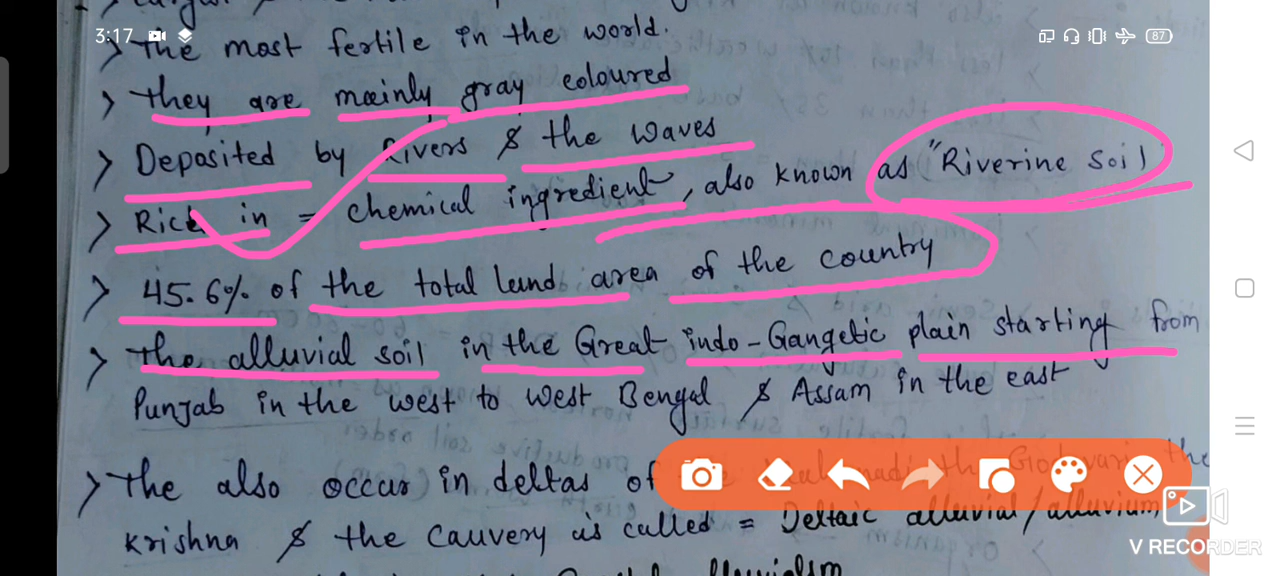 3:17
87
> The most fertile in the world.
> they are mainly gray coloured
> Deposited by Rivers & the waves
> Rich in = chemical ingredient, also known as "Riverine Soil
> 45.6% of the total land area of the country
> the alluvial soil in the Great indo-Gangetic plain starting from
Punjab in the west to west Bengal & Assam in the east
> The also occur in deltas of the
krishna & the Cauvery is called = Deltaic alluvial/alluvium
V RECORDER